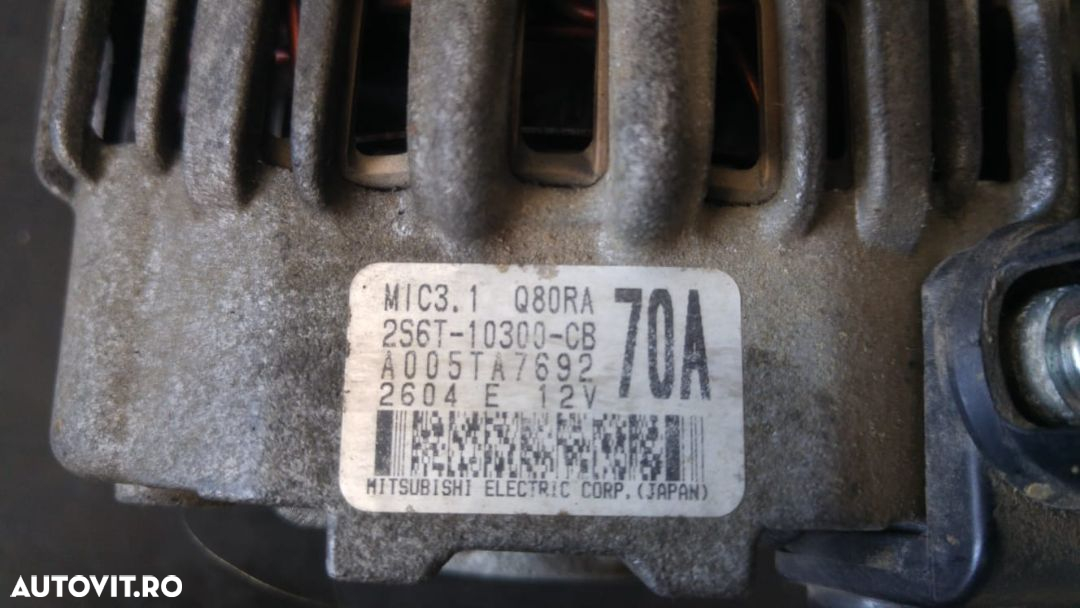 MIC3.1 Q80RA
2S6T-10300-CB
70A
A005TA7692
2604 E 12V
MITSUBISHI ELECTRIC CORP.(JAPAN)
AUTOVIT.RO